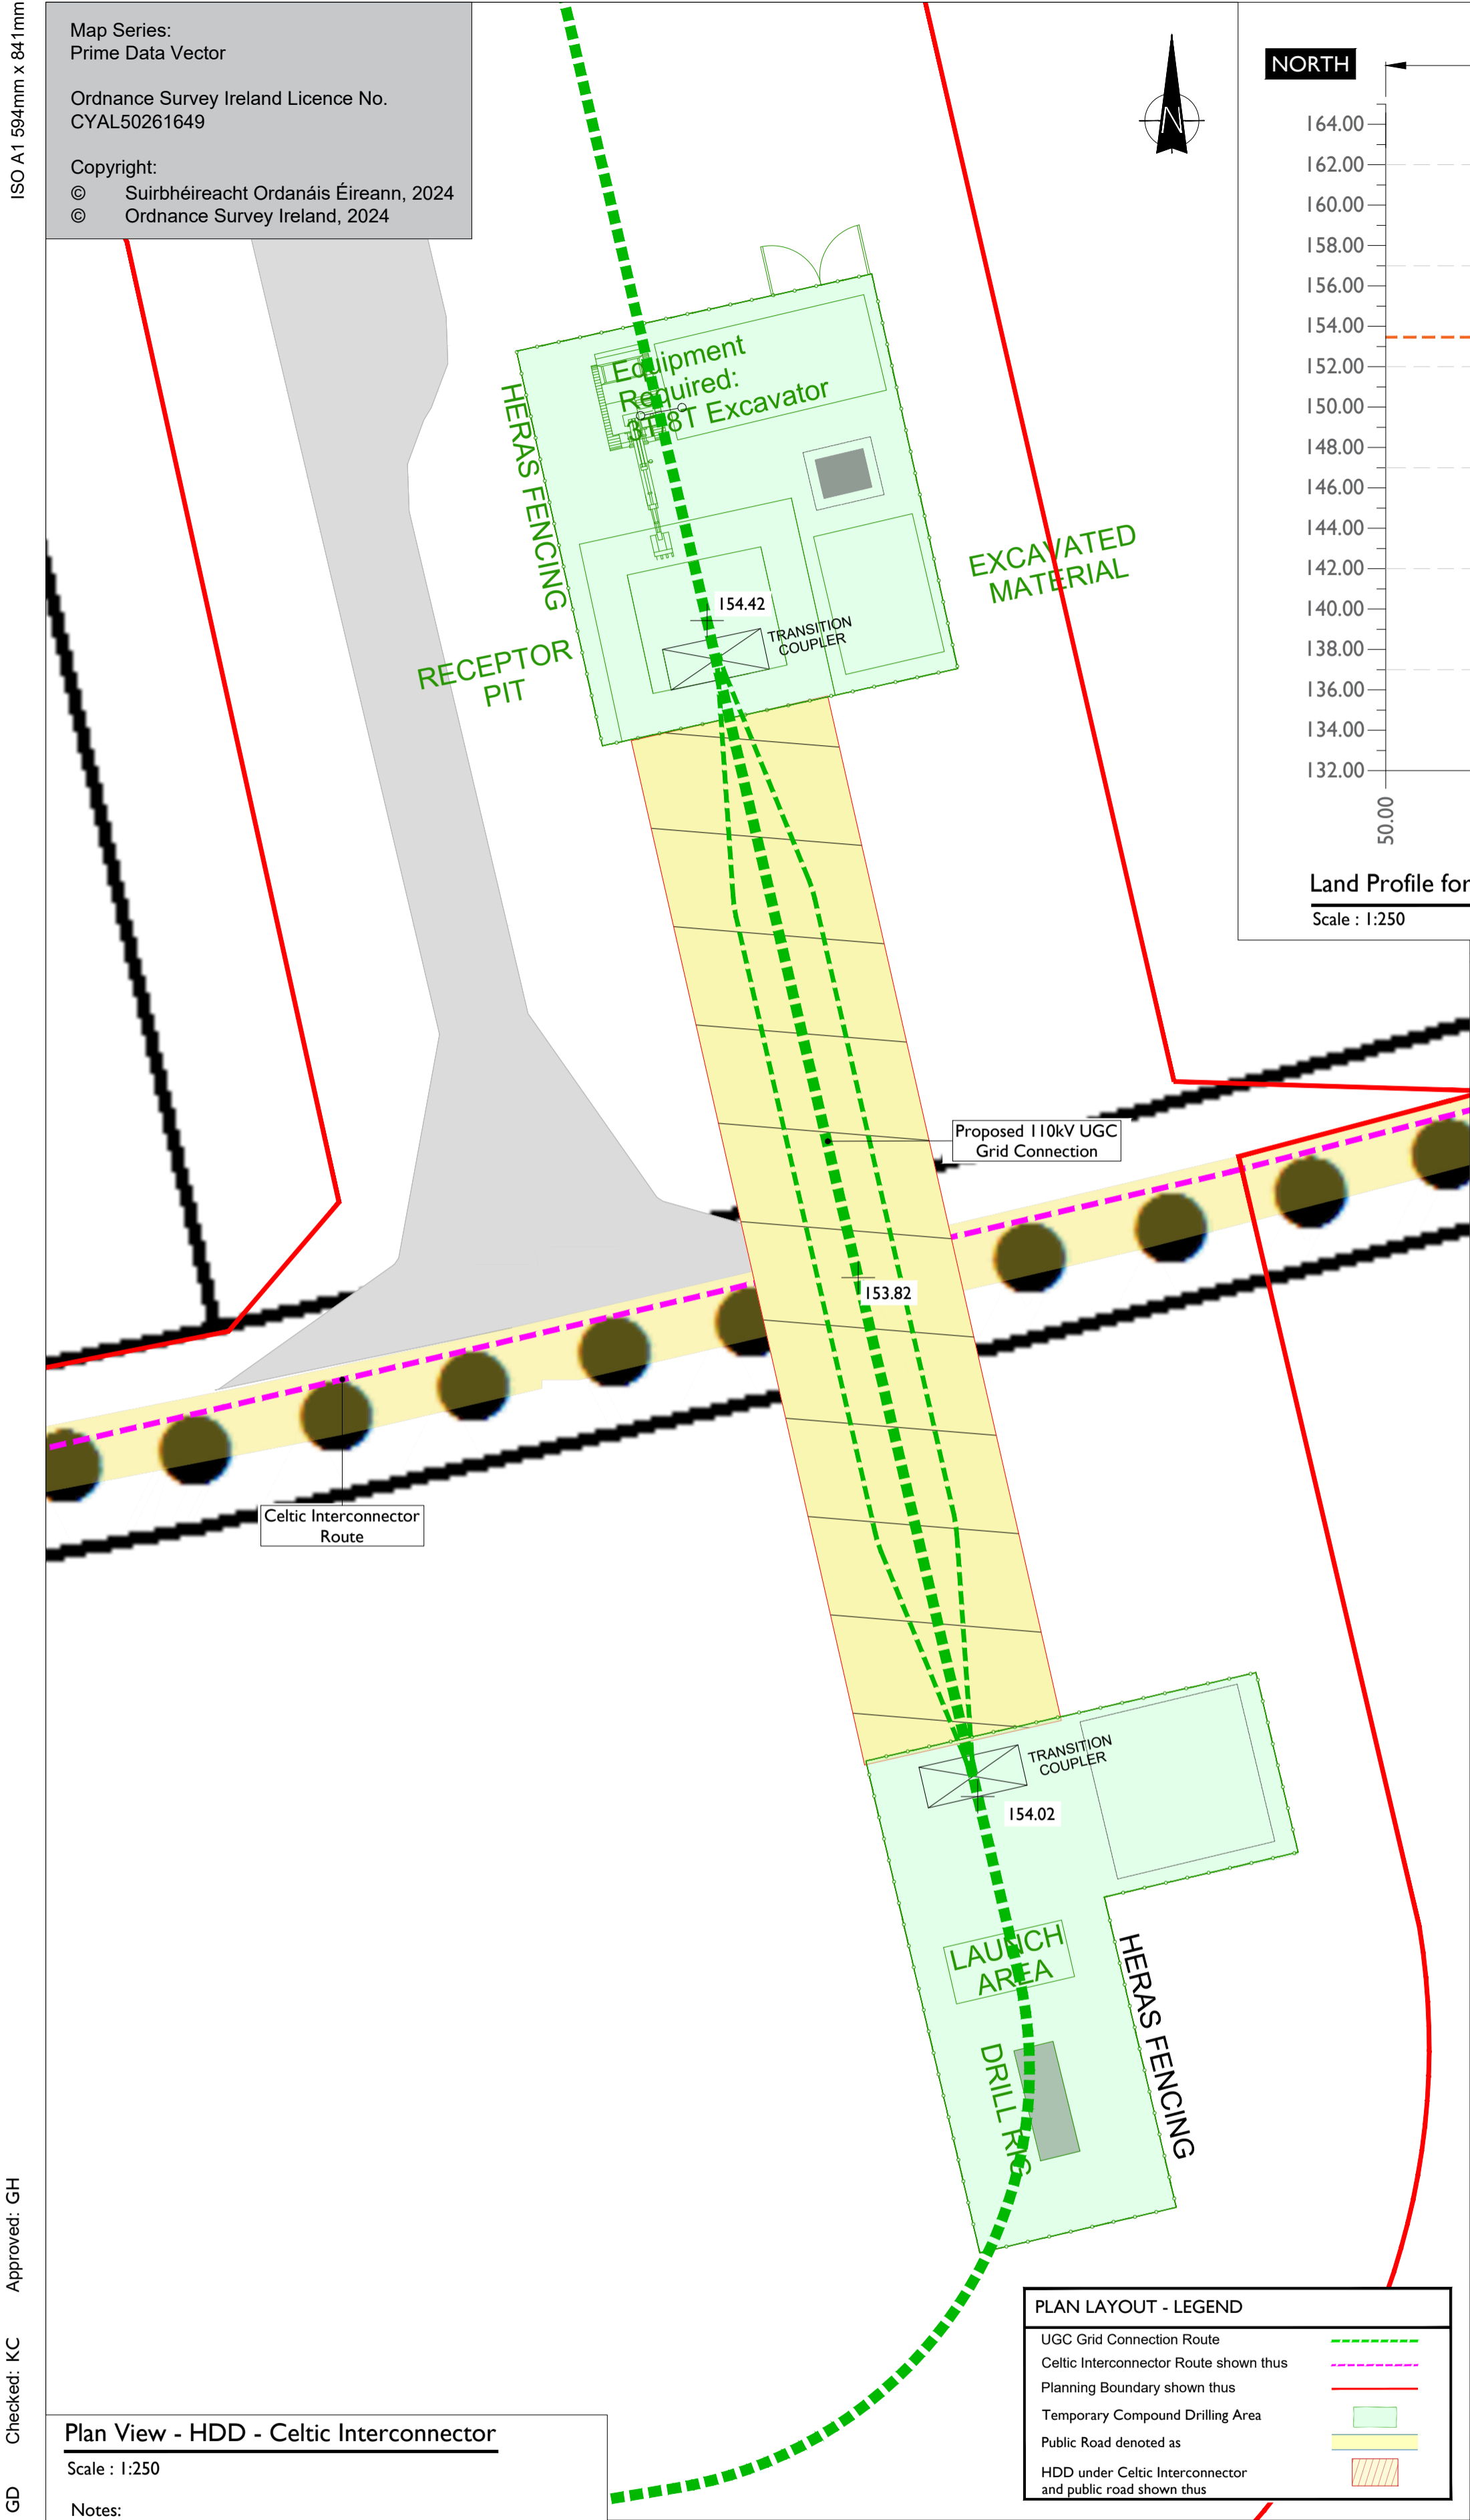 ISO A1 594mm x 841mm
Approved: GH
Checked: KC
GD
Map Series:
Prime Data Vector
Ordnance Survey Ireland Licence No.
CYAL50261649
Copyright:
© Suirbhéireacht Ordanáis Éireann, 2024
© Ordnance Survey Ireland, 2024
N
NORTH
164.00
162.00
160.00
158.00
156.00
154.00
152.00
150.00
148.00
146.00
144.00
142.00
140.00
138.00
136.00
134.00
132.00
50.00
Land Profile for
Scale : 1:250
Equipment
Required:
3T/8T Excavator
HERAS FENCING
EXCAVATED
MATERIAL
154.42
TRANSITION
COUPLER
RECEPTOR
PIT
Proposed 110kV UGC
Grid Connection
153.82
Celtic Interconnector
Route
TRANSITION
COUPLER
154.02
LAUNCH
AREA
HERAS FENCING
DRILL RIG
PLAN LAYOUT - LEGEND
UGC Grid Connection Route
Celtic Interconnector Route shown thus
Planning Boundary shown thus
Temporary Compound Drilling Area
Public Road denoted as
HDD under Celtic Interconnector
and public road shown thus
Plan View - HDD - Celtic Interconnector
Scale : 1:250
Notes: